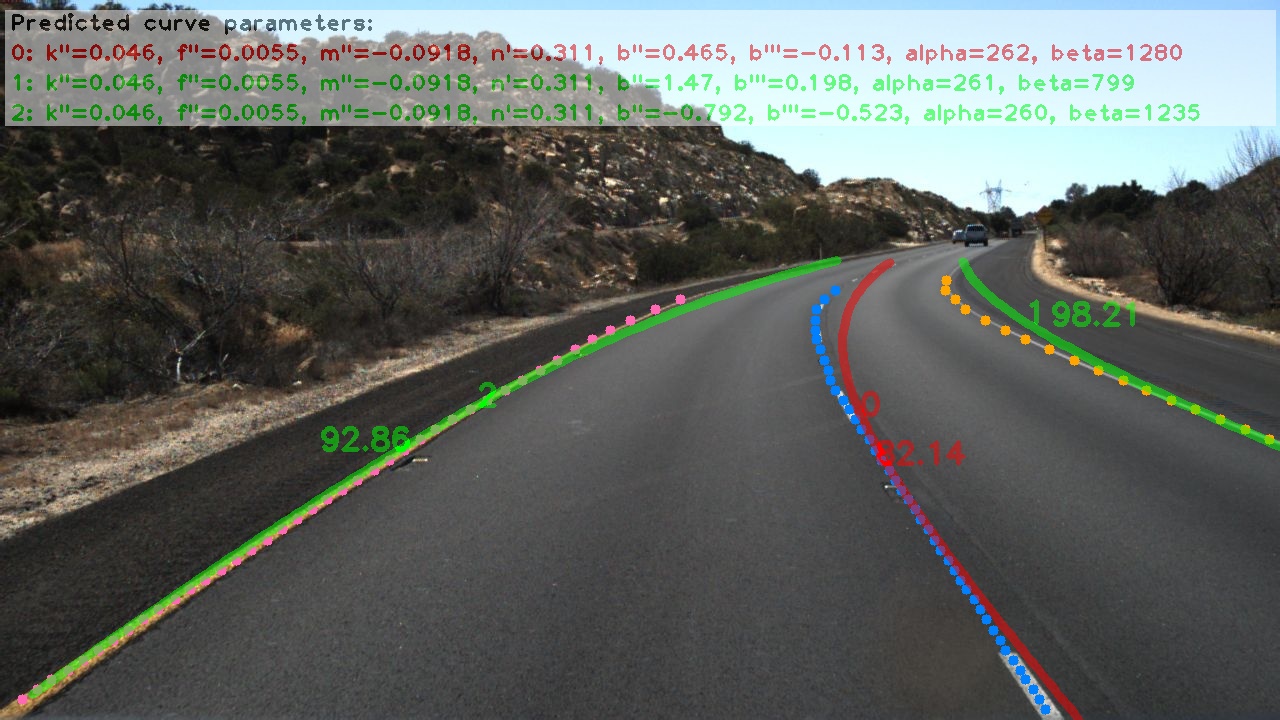 Predicted curve parameters:
0: k''=0.046, f''=0.0055, m''=−0.0918, n'=0.311, b''=0.465, b'''=−0.113, alpha=262, beta=1280
1: k''=0.046, f''=0.0055, m''=−0.0918, n'=0.311, b''=1.47, b'''=0.198, alpha=261, beta=799
2: k''=0.046, f''=0.0055, m''=−0.0918, n'=0.311, b''=−0.792, b'''=−0.523, alpha=260, beta=1235
198.21
2
0
92.86
82.14